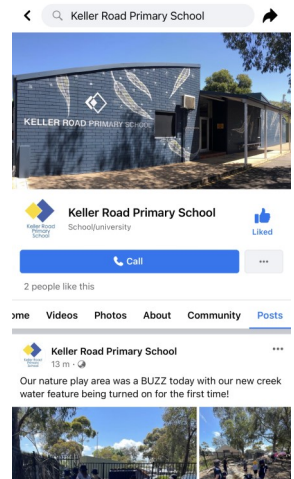 Keller Road Primary School
KELLER ROAD PRIMARY SCHOOL
Keller Road
Primary
School
Keller Road Primary School
School/university
Liked
Call
2 people like this
ome Videos Photos About Community Posts
Keller Road Primary School
13 m
Our nature play area was a BUZZ today with our new creek
water feature being turned on for the first time!